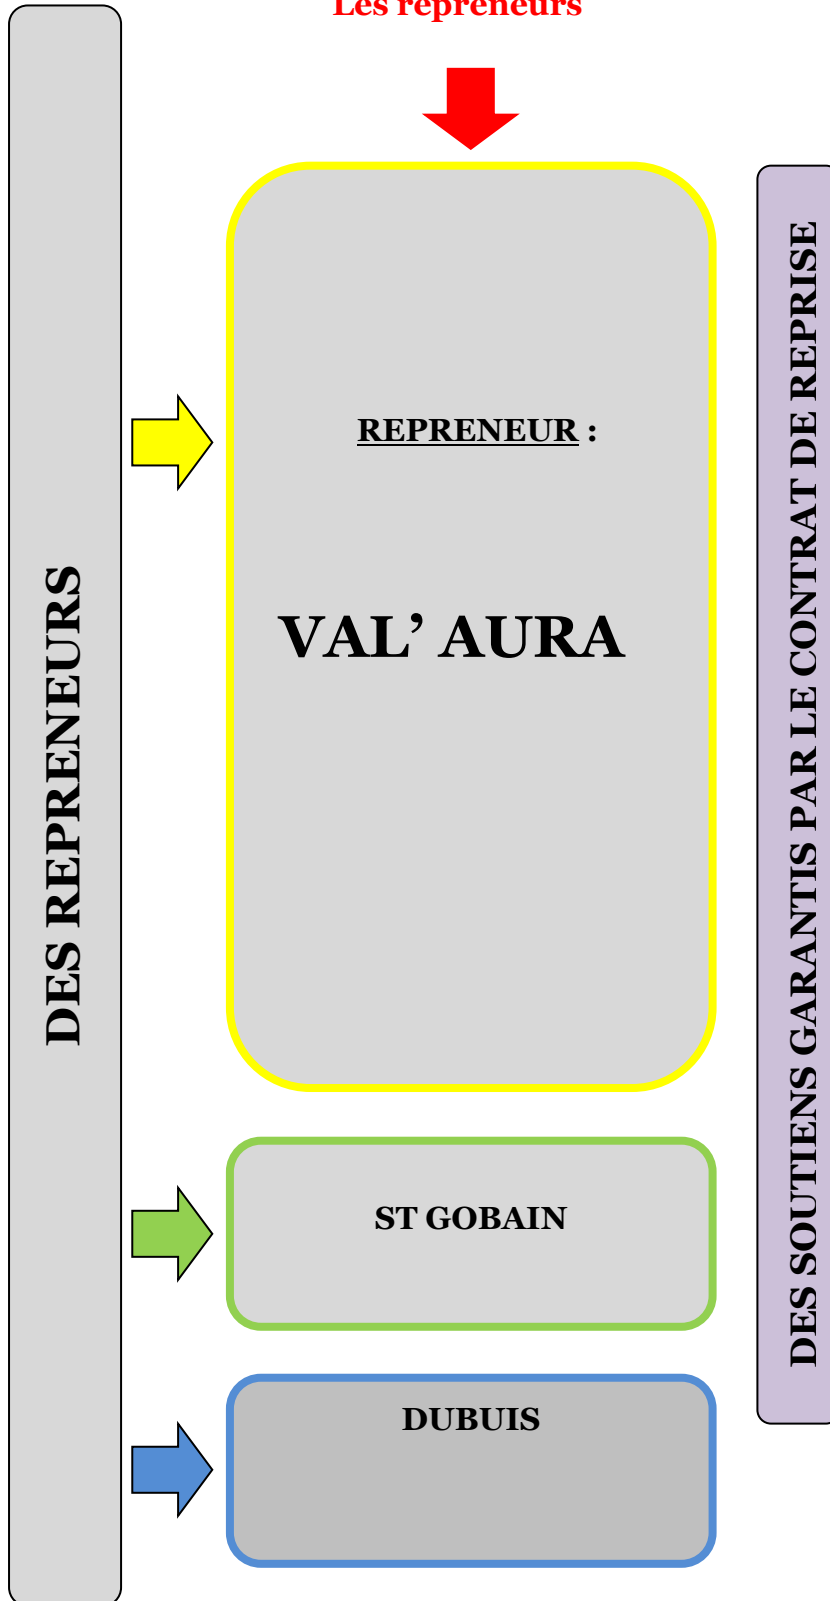 Les repreneurs
DES REPRENEURS
REPRENEUR :
VAL’ AURA
ST GOBAIN
DUBUIS
DES SOUTIENS GARANTIS PAR LE CONTRAT DE REPRISE